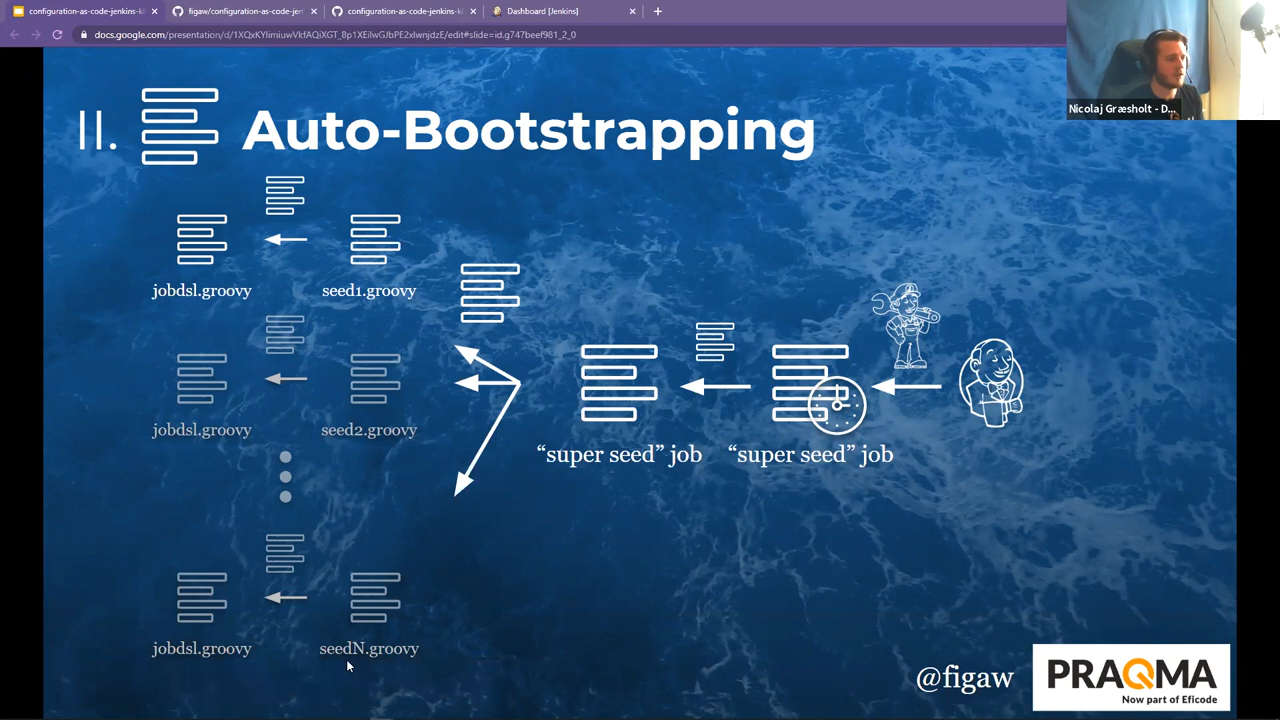 configuration-as-code-jenkins-ki
figaw/configuration-as-code-jen
configuration-as-code-jenkins-ki
Dashboard [Jenkins]
docs.google.com/presentation/d/1XQxKYlimiuwVkfAQiXGT_8p1XEilwGJbPE2xlwnjdzE/edit#slide=id.g747beef981_2_0
Nicolaj Græsholt - D...
II. Auto-Bootstrapping
jobdsl.groovy
seed1.groovy
jobdsl.groovy
seed2.groovy
"super seed" job
"super seed" job
jobdsl.groovy
seedN.groovy
@figaw
PRAQMA
Now part of Eficode